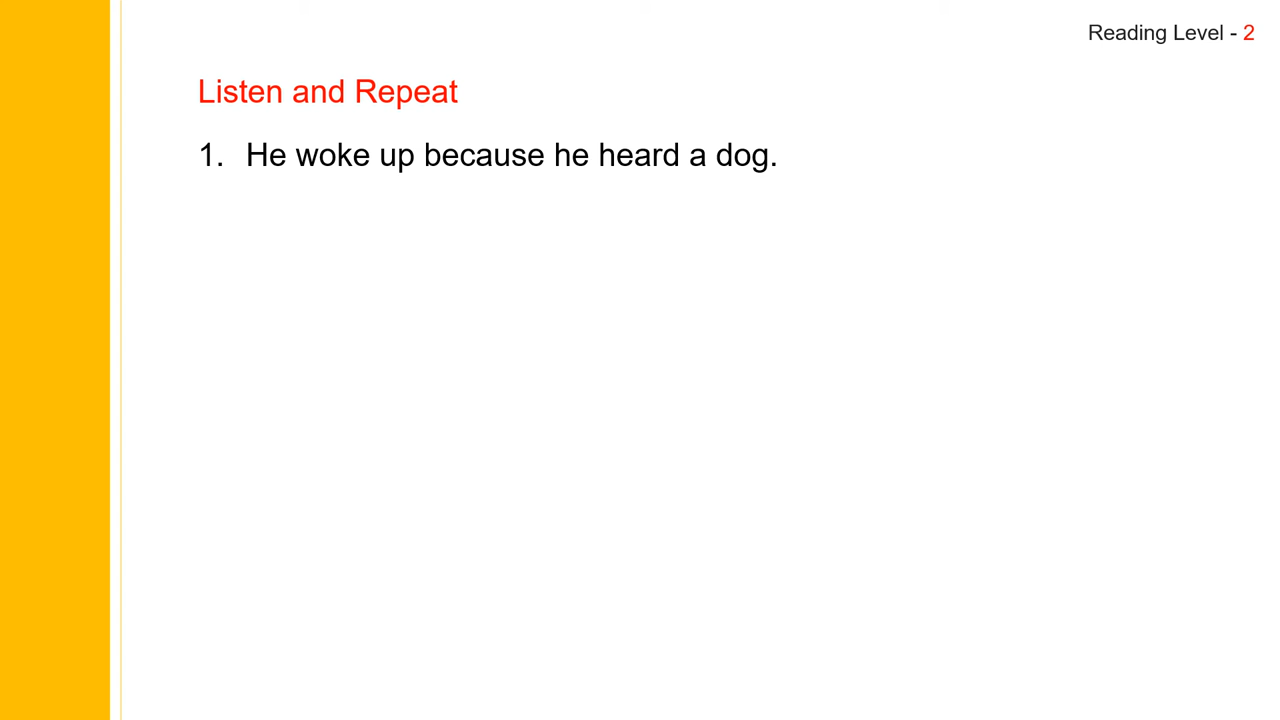 Reading Level - 2
Listen and Repeat
1. He woke up because he heard a dog.